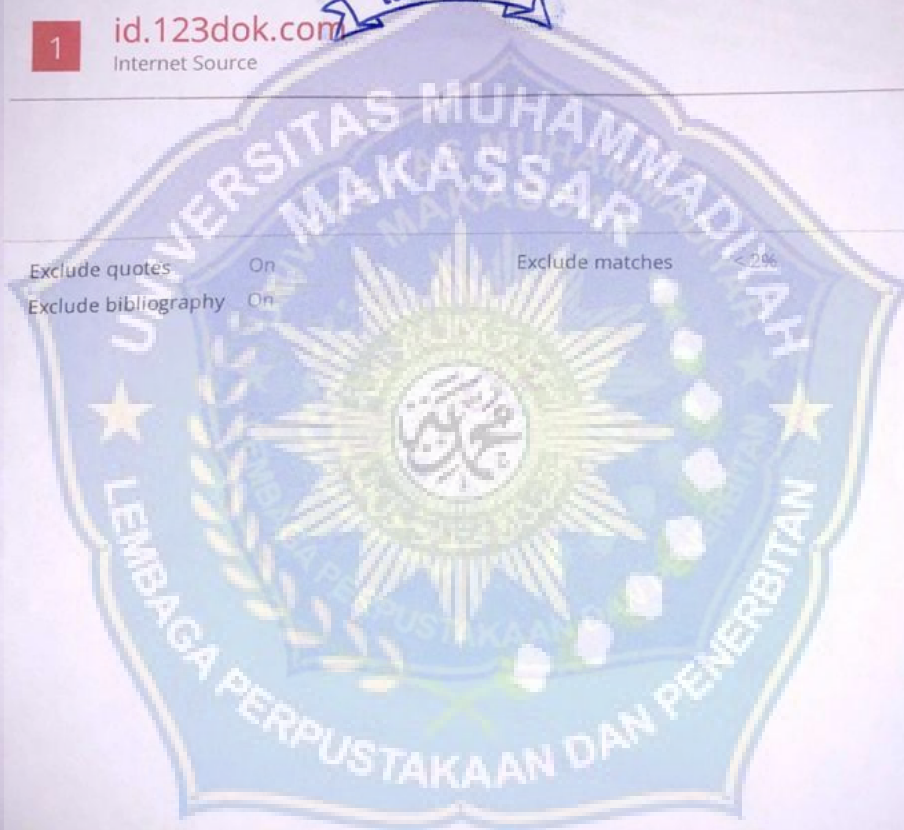 1 id.123dok.com
Internet Source
UNIVERSITAS MUHAMMADIYAH
MAKASSAR
Exclude quotes On Exclude matches < 2%
Exclude bibliography On
LEMBAGA PERPUSTAKAAN DAN PENERBITAN